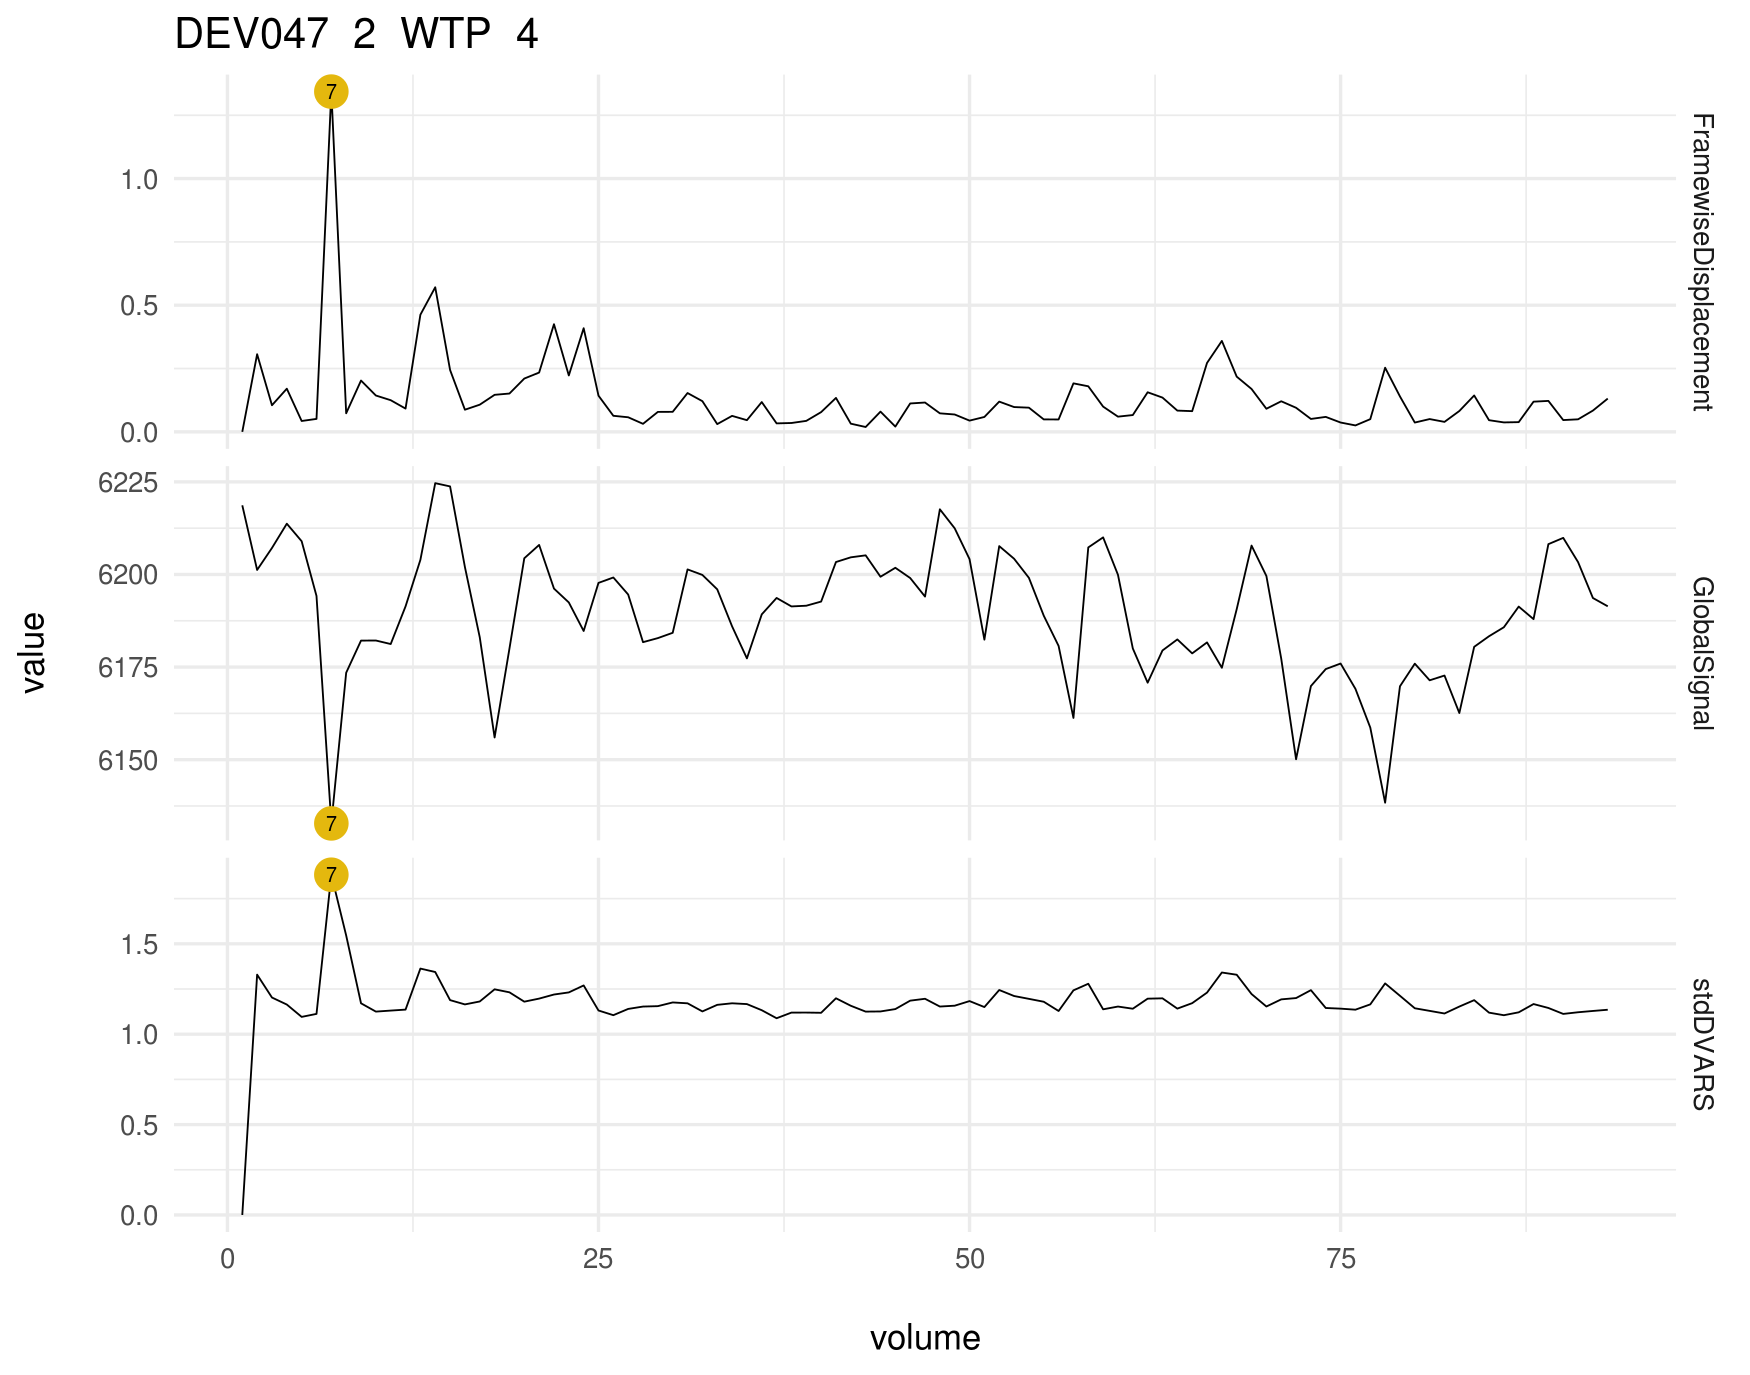 DEV047 2 WTP 4
7
1.0
0.5
0.0
FramewiseDisplacement
6225
6200
6175
6150
7
GlobalSignal
value
7
1.5
1.0
0.5
0.0
stdDVARS
0 25 50 75
volume